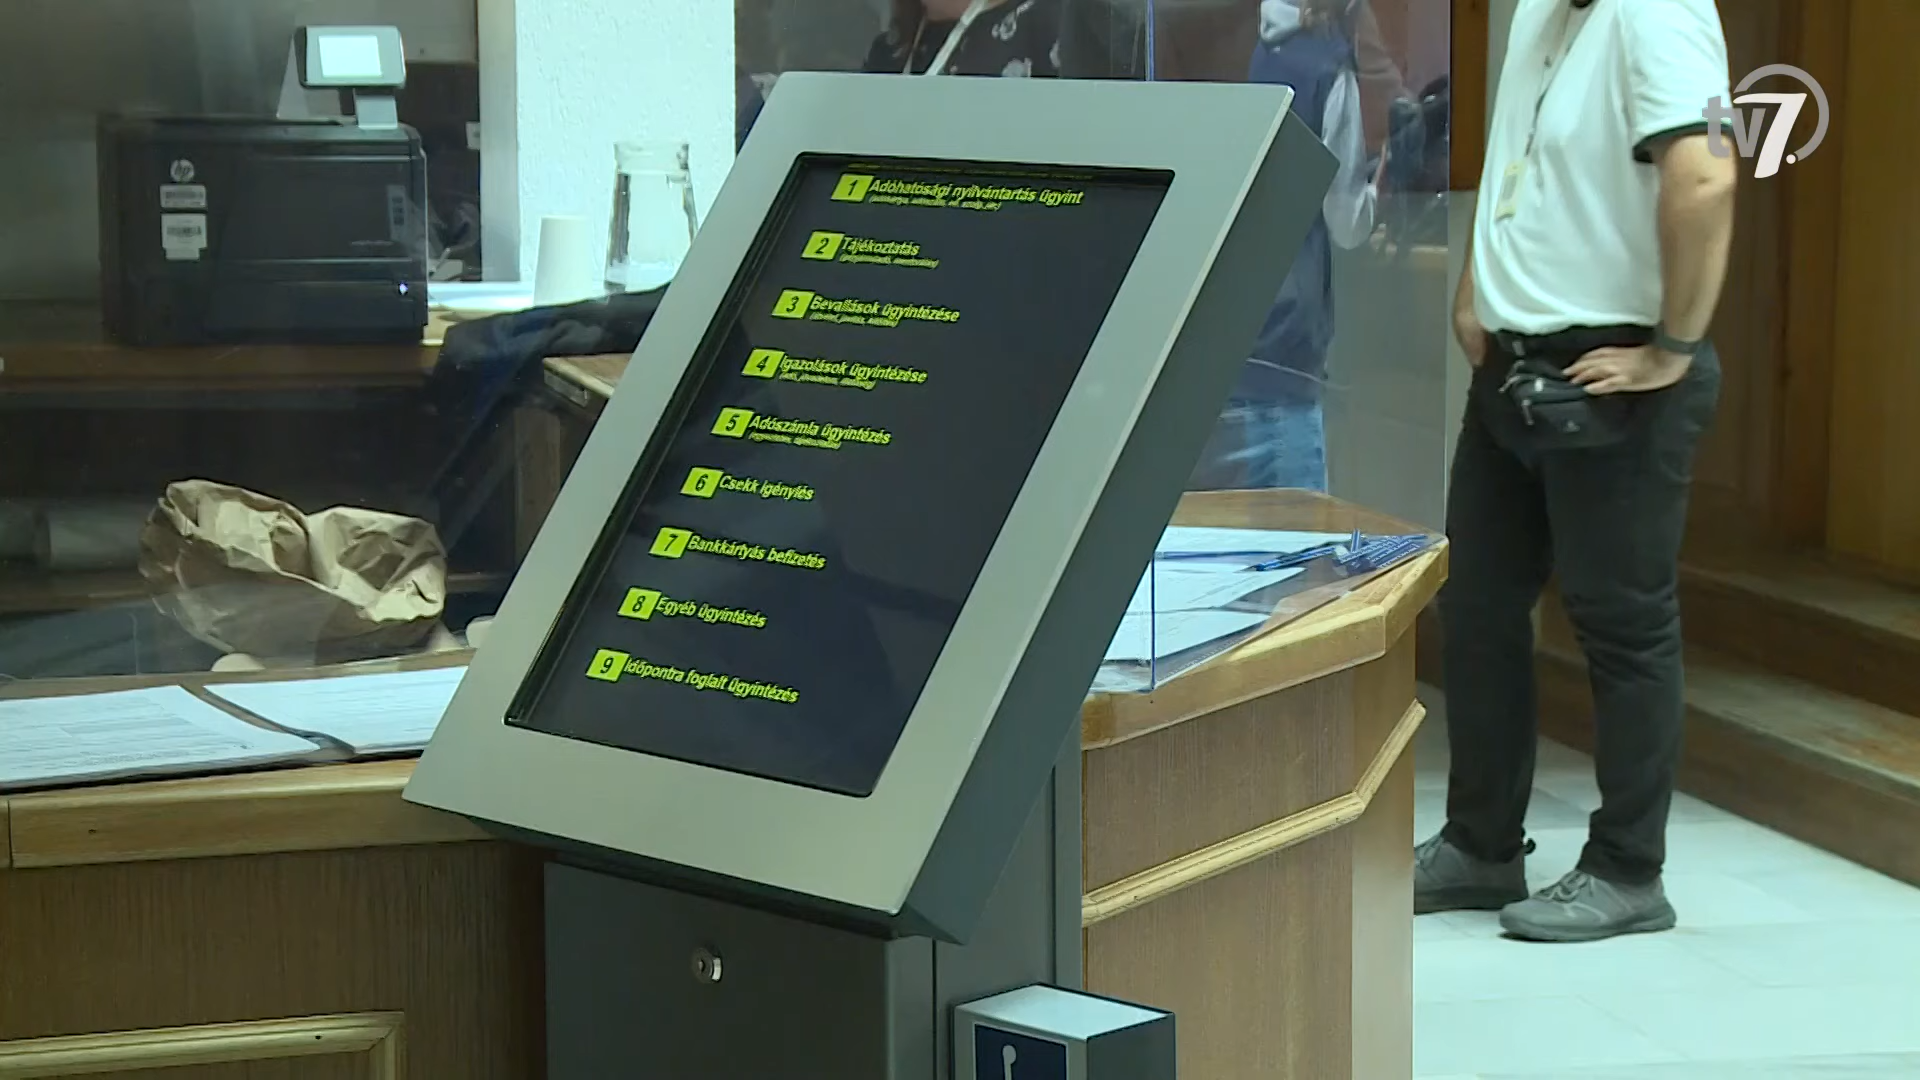 tv7.
hp
1 Adóhatósági nyilvántartás ügyint
2 Tájékoztatás
3 Bevallások ügyintézése
4 Igazolások ügyintézése
5 Adószámla ügyintézés
6 Csekk igénylés
7 Bankkártyás befizetés
8 Egyéb ügyintézés
9 Időpontra foglalt ügyintézés